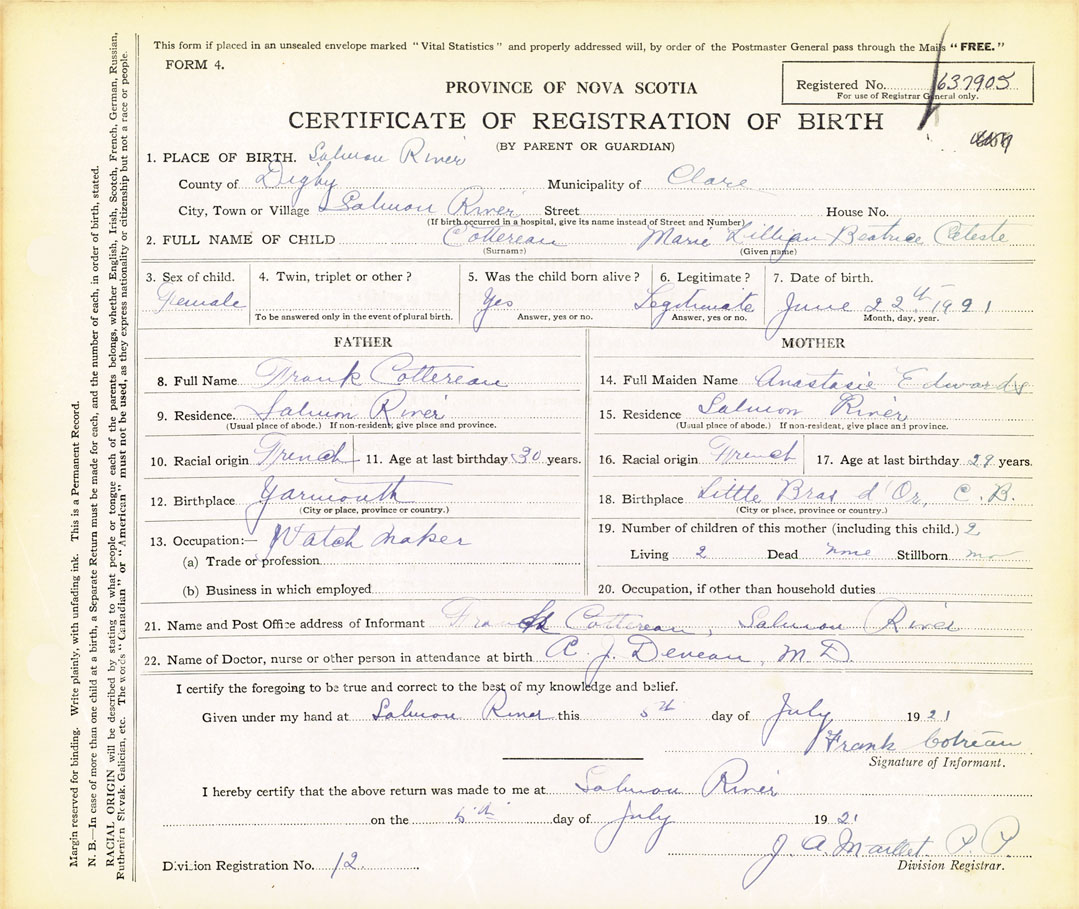 This form if placed in an unsealed envelope marked "Vital Statistics" and properly addressed will, by order of the Postmaster General pass through the Mails "FREE."
FORM 4.
Registered No. 637905
For use of Registrar General only.
PROVINCE OF NOVA SCOTIA
CERTIFICATE OF REGISTRATION OF BIRTH
(BY PARENT OR GUARDIAN)
1. PLACE OF BIRTH. Salmon River
County of Digby Municipality of Clare
City, Town or Village Salmon River Street House No.
(If birth occurred in a hospital, give its name instead of Street and Number)
2. FULL NAME OF CHILD Cottereau Marie Lillian Beatrice Celeste
(Surname) (Given name)
3. Sex of child. 4. Twin, triplet or other? 5. Was the child born alive? 6. Legitimate? 7. Date of birth.
Female Yes Legitimate June 22th 1921
To be answered only in the event of plural birth. Answer, yes or no. Answer, yes or no. Month, day, year.
FATHER
8. Full Name Frank Cottereau
9. Residence. Salmon River
(Usual place of abode.) If non-resident, give place and province.
10. Racial origin French 11. Age at last birthday 30 years.
12. Birthplace Yarmouth
(City or place, province or country.)
13. Occupation:— Watch maker
(a) Trade or profession
(b) Business in which employed
MOTHER
14. Full Maiden Name Anastasie Edwards
15. Residence Salmon River
(Usual place of abode.) If non-resident, give place and province.
16. Racial origin French 17. Age at last birthday 29 years.
18. Birthplace Little Bras d'Or, C.B.
(City or place, province or country.)
19. Number of children of this mother (including this child.) 2
Living 2 Dead none Stillborn no
20. Occupation, if other than household duties
21. Name and Post Office address of Informant Frank Cottereau, Salmon River
22. Name of Doctor, nurse or other person in attendance at birth A. J. Deveau, M.D.
I certify the foregoing to be true and correct to the best of my knowledge and belief.
Given under my hand at Salmon River this 5th day of July 1921
Frank Cotreau
Signature of Informant.
I hereby certify that the above return was made to me at Salmon River
on the 5th day of July 1921
J. A. Maillet P.P.
Division Registrar.
Division Registration No. 12
Margin reserved for binding. Write plainly, with unfading ink. This is a Permanent Record.
N. B.—In case of more than one child at a birth, a Separate Return must be made for each, and the number of each, in order of birth, stated.
RACIAL ORIGIN will be described by stating to what people or tongue each of the parents belongs, whether English, Irish, Scotch, French, German, Russian,
Ruthenian Slovak, Galician, etc. The words "Canadian" or "American" must not be used, as they express nationality or citizenship but not a race or people.